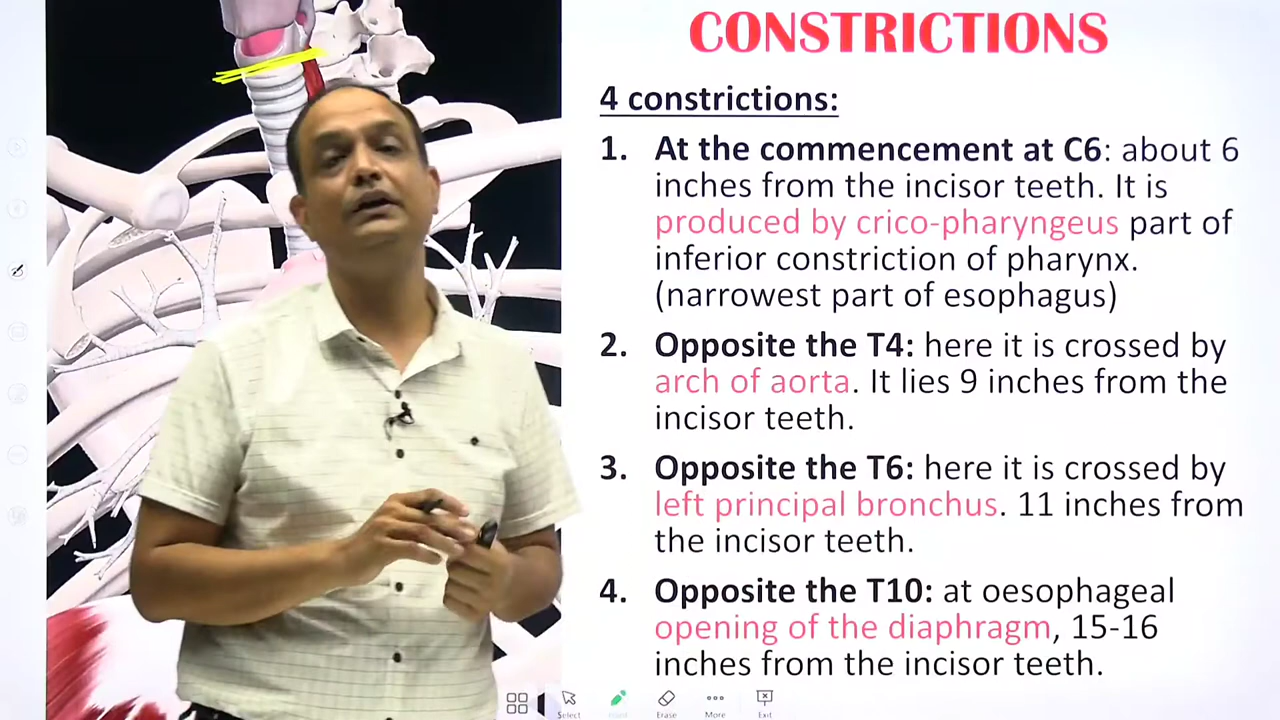 CONSTRICTIONS
4 constrictions:
1. At the commencement at C6: about 6
inches from the incisor teeth. It is
produced by crico-pharyngeus part of
inferior constriction of pharynx.
(narrowest part of esophagus)
2. Opposite the T4: here it is crossed by
arch of aorta. It lies 9 inches from the
incisor teeth.
3. Opposite the T6: here it is crossed by
left principal bronchus. 11 inches from
the incisor teeth.
4. Opposite the T10: at oesophageal
opening of the diaphragm, 15-16
inches from the incisor teeth.
Select
Erase
More
Exit